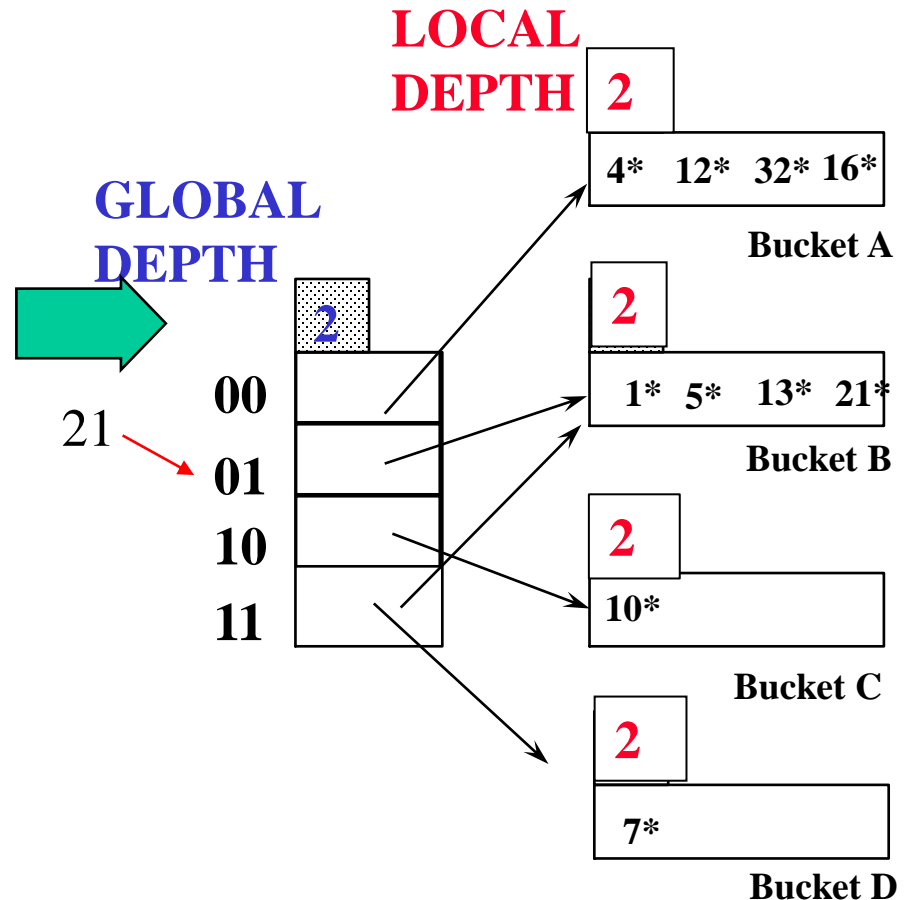 LOCAL
DEPTH
2
4* 12* 32* 16*
Bucket A
GLOBAL
DEPTH
2
2
00
1* 5* 13* 21*
21
01
Bucket B
10
2
11
10*
Bucket C
2
7*
Bucket D